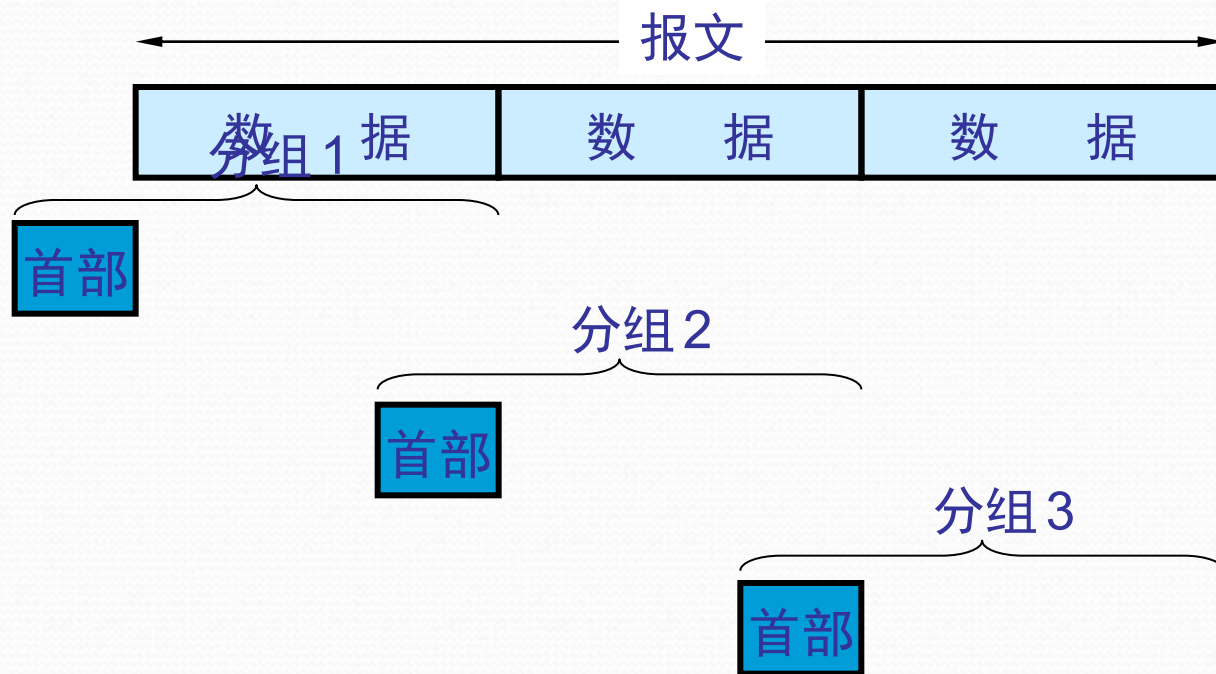 报文
数 据 数 据 数 据
分组1
首部
分组2
首部
分组3
首部